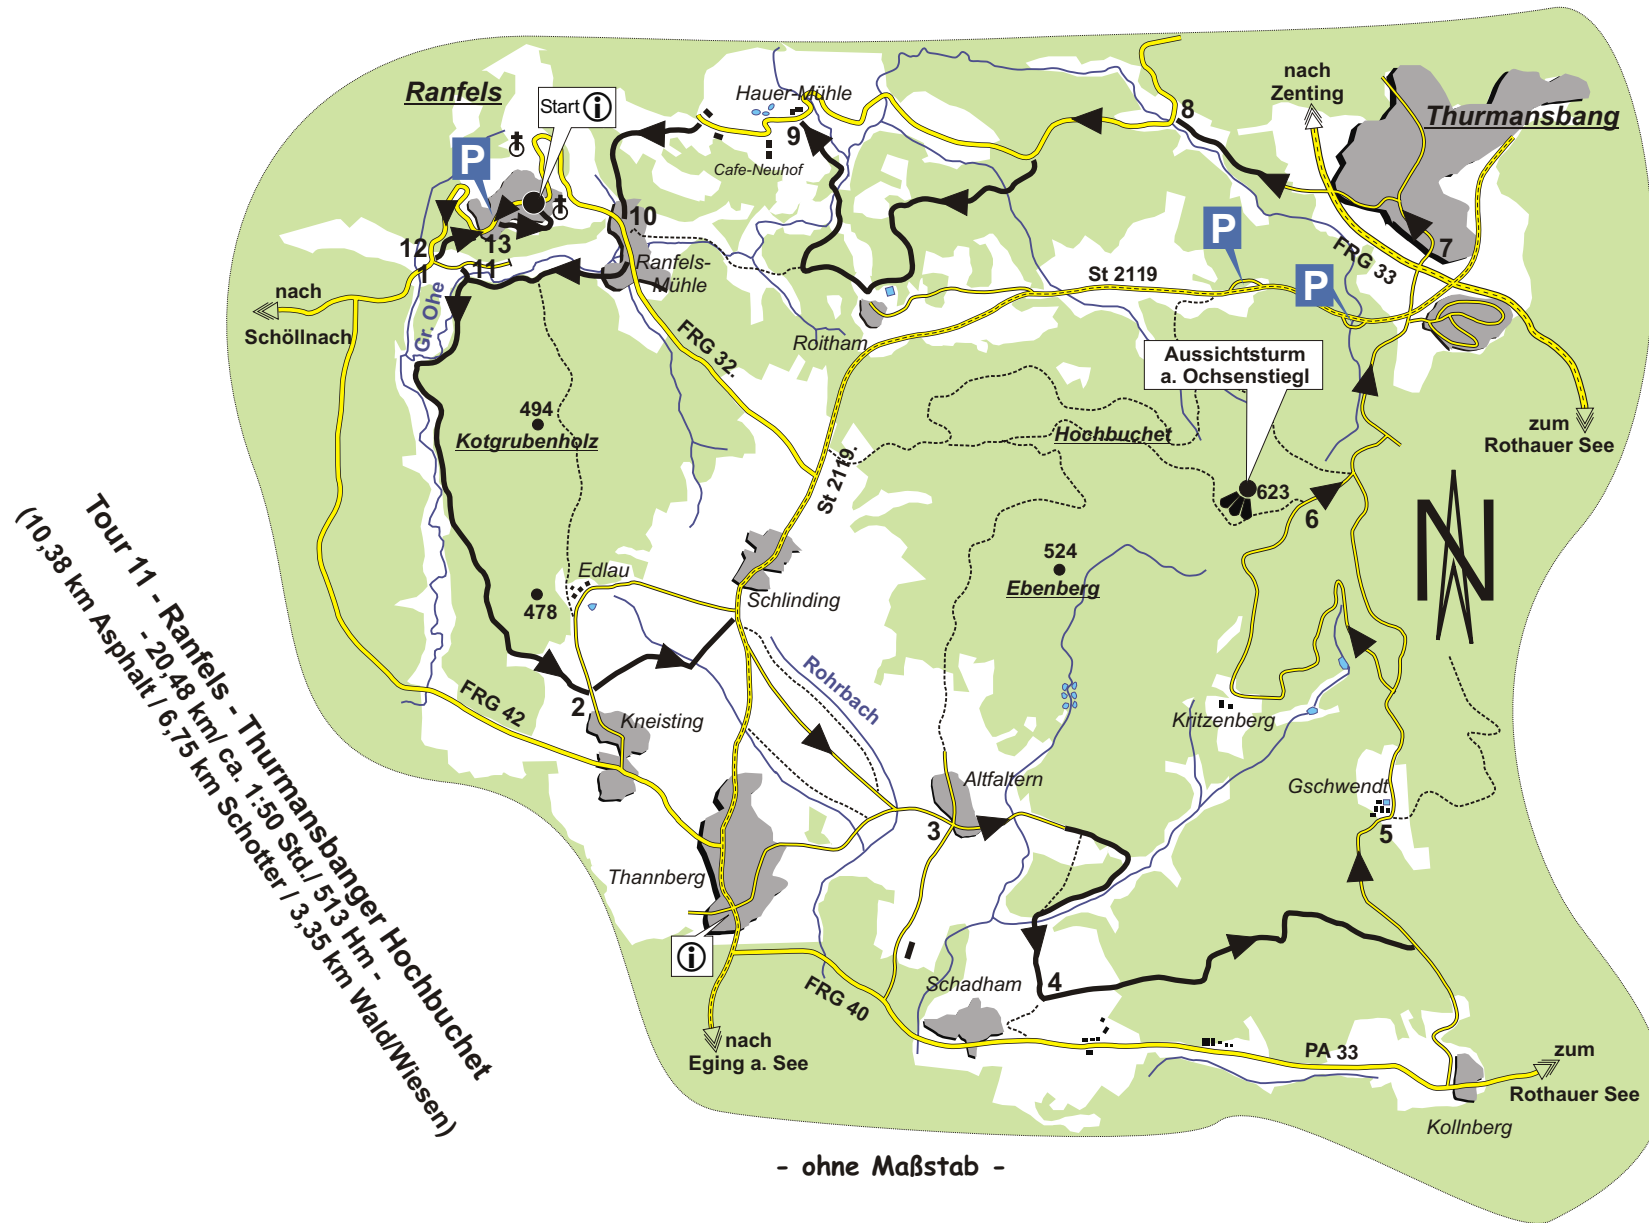 Ranfels
Start i
P
Hauer-Mühle
9
Cafe-Neuhof
8
nach
Zenting
Thurmansbang
12
1
13
11
10
Ranfels-
Mühle
P
P
FRG 33
7
St 2119
nach
Schöllnach
Gr. Ohe
FRG 32.
Roitham
Aussichtsturm
a. Ochsenstiegl
494
Kotgrubenholz
Hochbuchet
zum
Rothauer See
St 2119.
623
6
N
524
Ebenberg
478
Edlau
Schlinding
Rohrbach
FRG 42
2
Kneisting
Kritzenberg
Altfaltern
3
Gschwendt
5
Thannberg
i
Schadham
4
FRG 40
nach
Eging a. See
PA 33
zum
Rothauer See
Kollnberg
Tour 11 - Ranfels - Thurmansbanger Hochbuchet
- 20,48 km/ ca. 1:50 Std./ 513 Hm -
(10,38 km Asphalt / 6,75 km Schotter / 3,35 km Wald/Wiesen)
- ohne Maßstab -